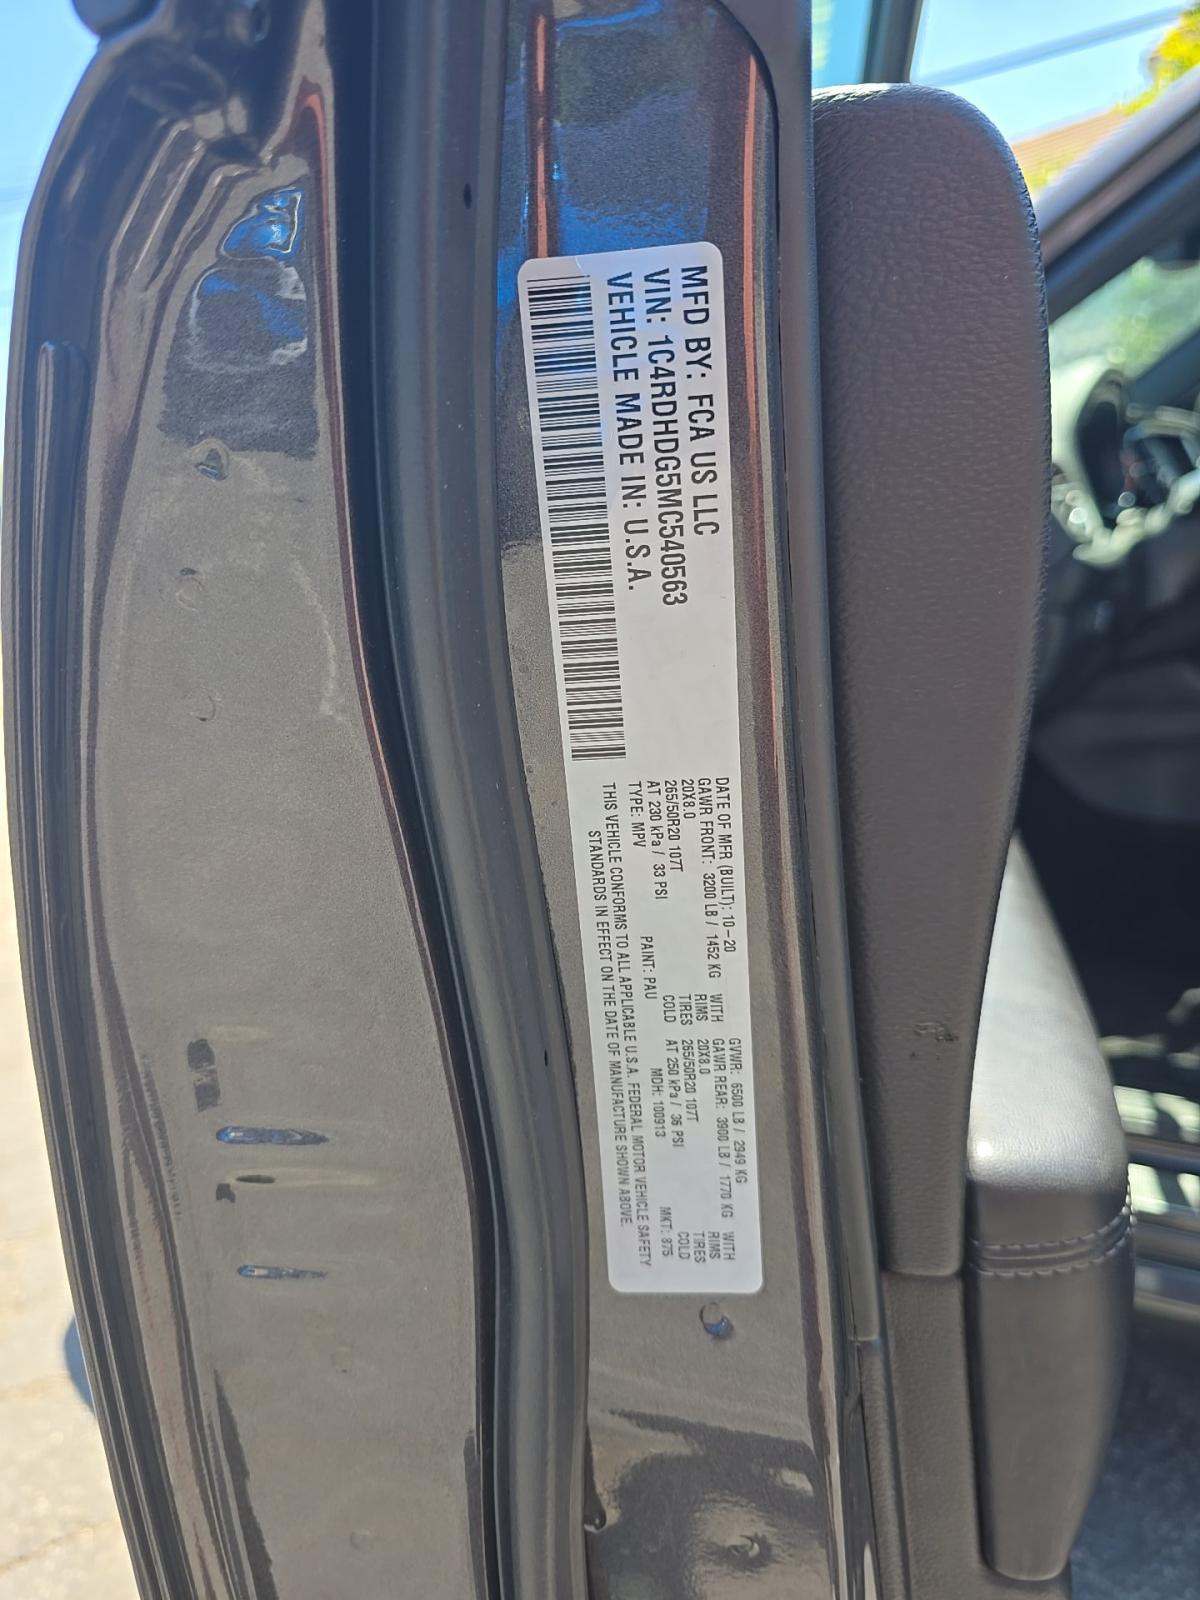 MFD BY: FCA US LLC
VIN: 1C4RDHDG5MC540563
VEHICLE MADE IN: U.S.A.
DATE OF MFR (BUILT): 10-20 GVWR: 6500 LB / 2949 KG
GAWR FRONT: 3200 LB / 1452 KG WITH GAWR REAR: 3900 LB / 1770 KG WITH
20X8.0 RIMS 20X8.0 RIMS
265/50R20 107T TIRES 265/50R20 107T TIRES
AT 230 kPa / 33 PSI COLD AT 250 kPa / 36 PSI COLD
TYPE: MPV PAINT: PAU MDH: 100913 MKT: 875
THIS VEHICLE CONFORMS TO ALL APPLICABLE U.S.A. FEDERAL MOTOR VEHICLE SAFETY
STANDARDS IN EFFECT ON THE DATE OF MANUFACTURE SHOWN ABOVE.